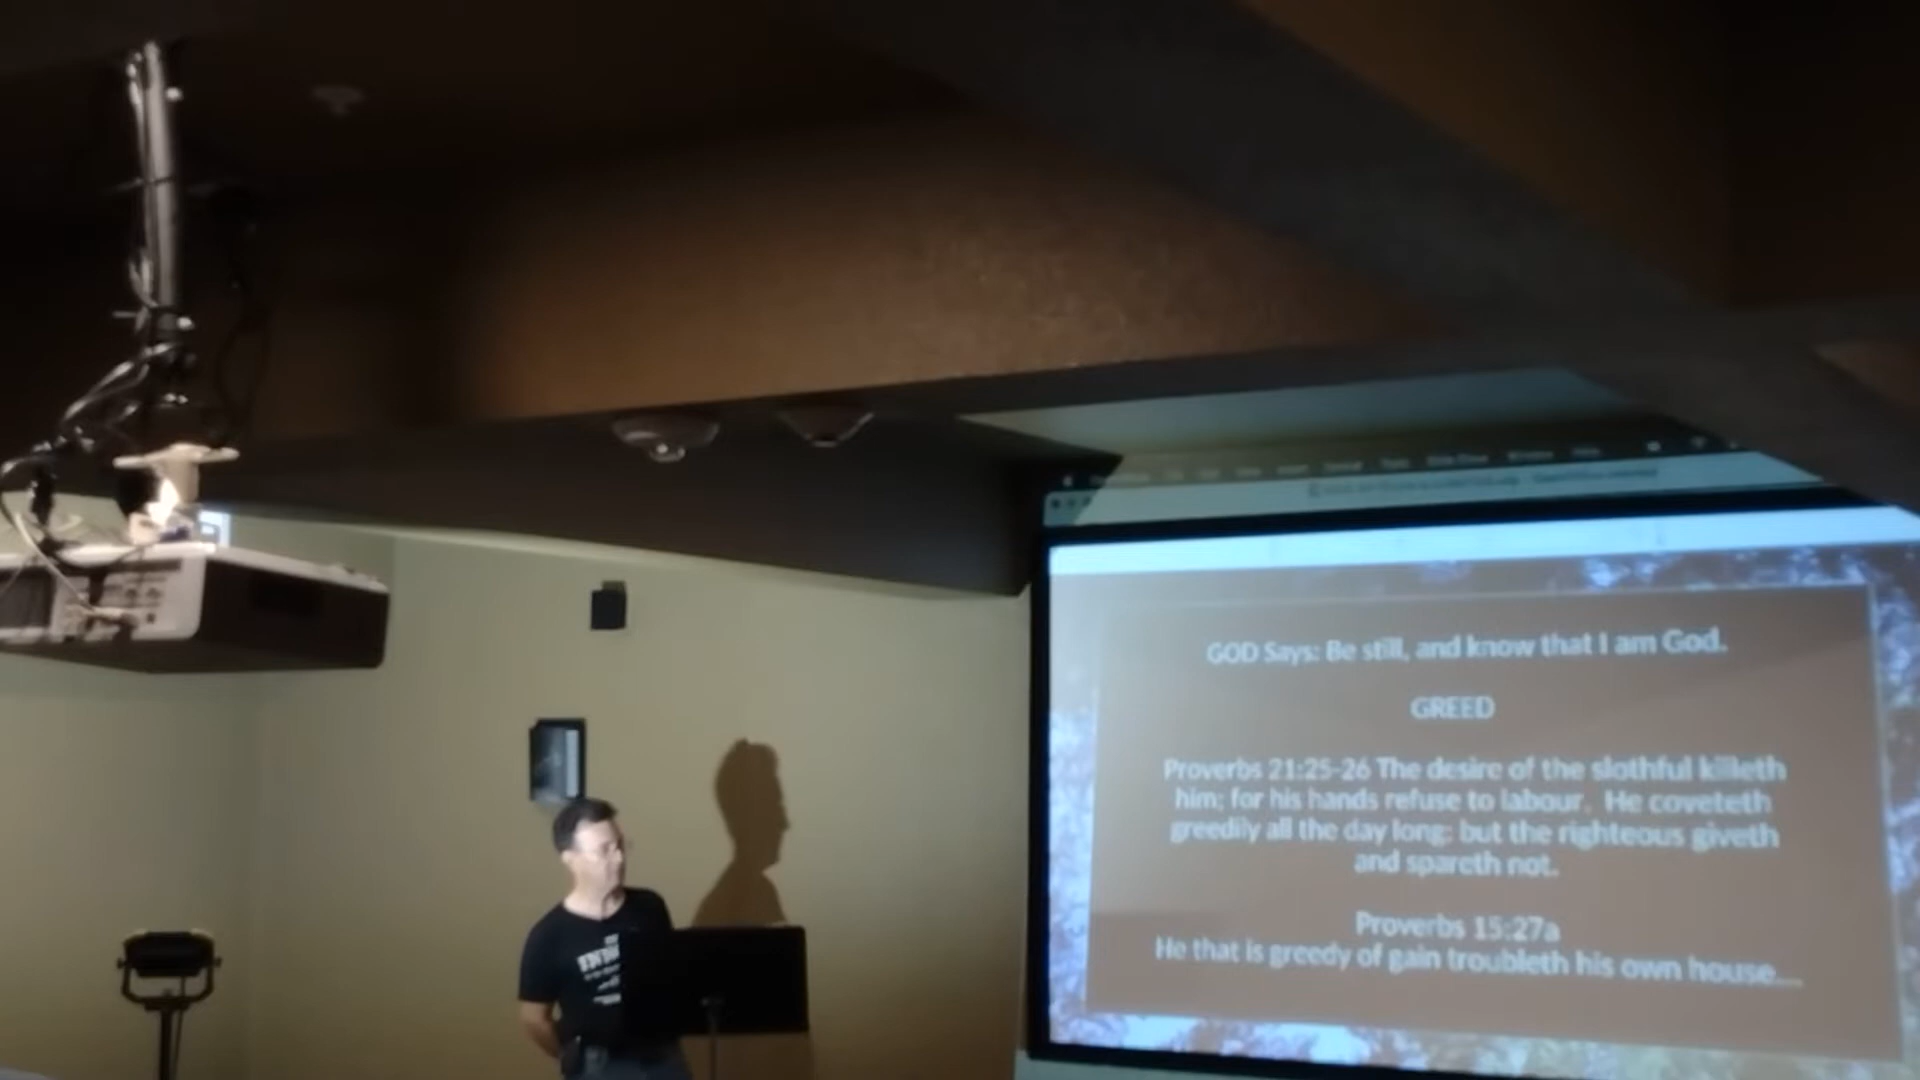 GOD Says: Be still, and know that I am God.
GREED
Proverbs 21:25-26 The desire of the slothful killeth
him; for his hands refuse to labour. He coveteth
greedily all the day long: but the righteous giveth
and spareth not.
Proverbs 15:27a
He that is greedy of gain troubleth his own house....